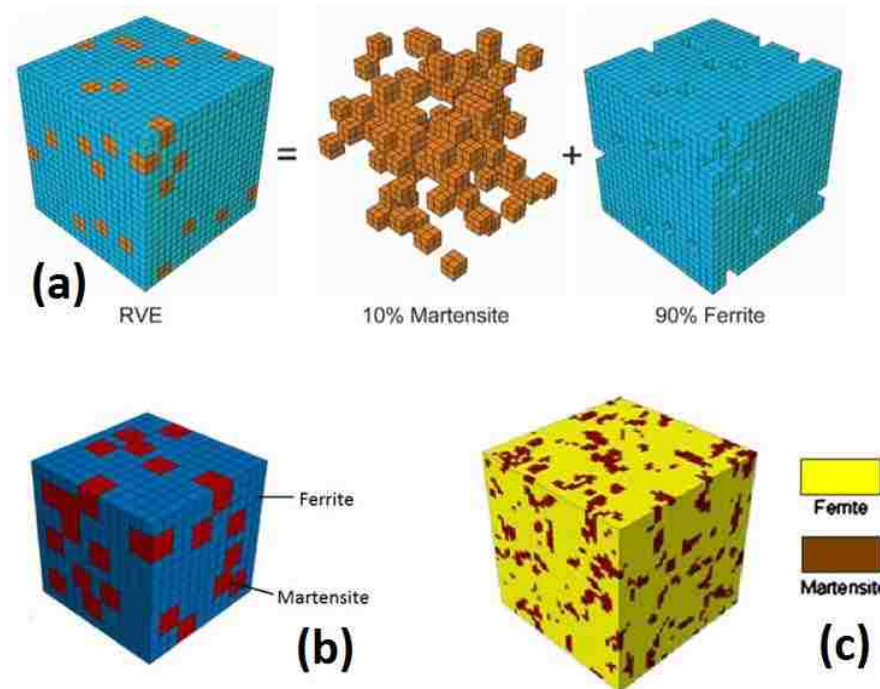 =
+
(a)
RVE
10% Martensite
90% Ferrite
Ferrite
Martensite
(b)
Ferrite
Martensite
(c)